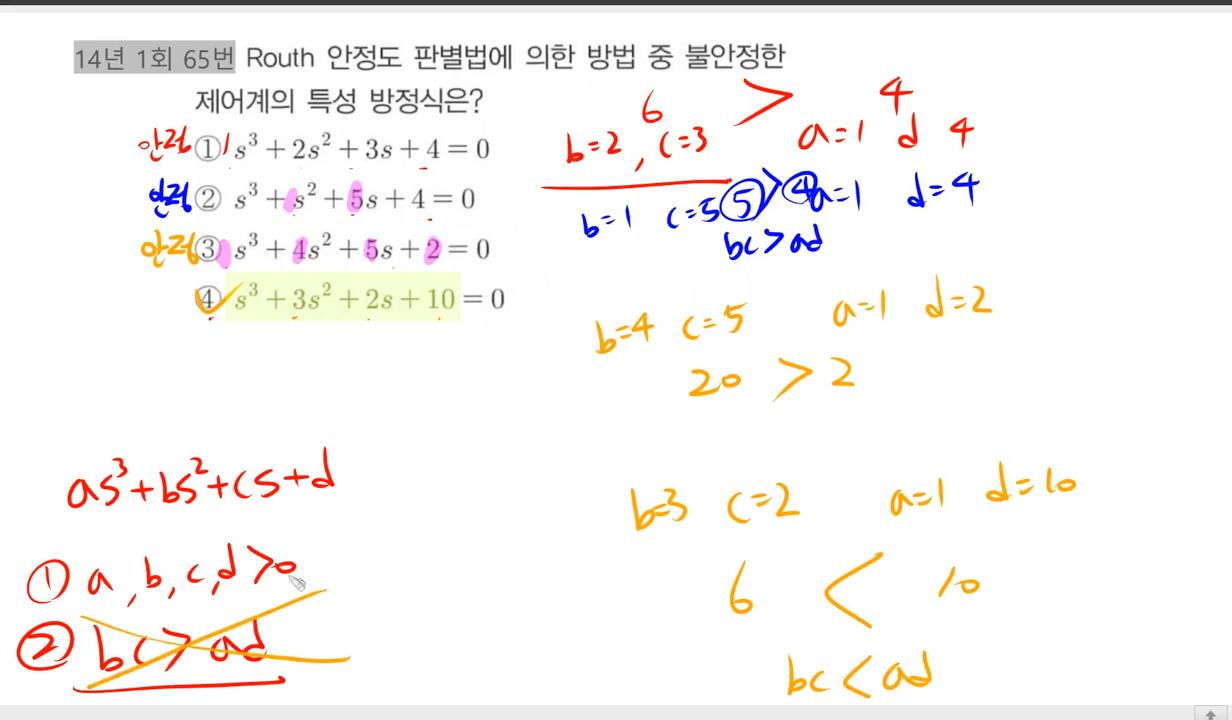 14년 1회 65번 Routh 안정도 판별법에 의한 방법 중 불안정한
제어계의 특성 방정식은?
안정 ① 1 s³ + 2s² + 3s + 4 = 0
안정 ② s³ + s² + 5s + 4 = 0
안정 ③ s³ + 4s² + 5s + 2 = 0
④ s³ + 3s² + 2s + 10 = 0
6 > 4
b=2, c=3 a=1 d 4
b=1 c=5 ⑤ > ④ a=1 d=4
bc > ad
b=4 c=5 a=1 d=2
20 > 2
as³+bs²+cs+d
① a, b, c, d >0
② bc > ad
b=3 c=2 a=1 d=10
6 < 10
bc < ad